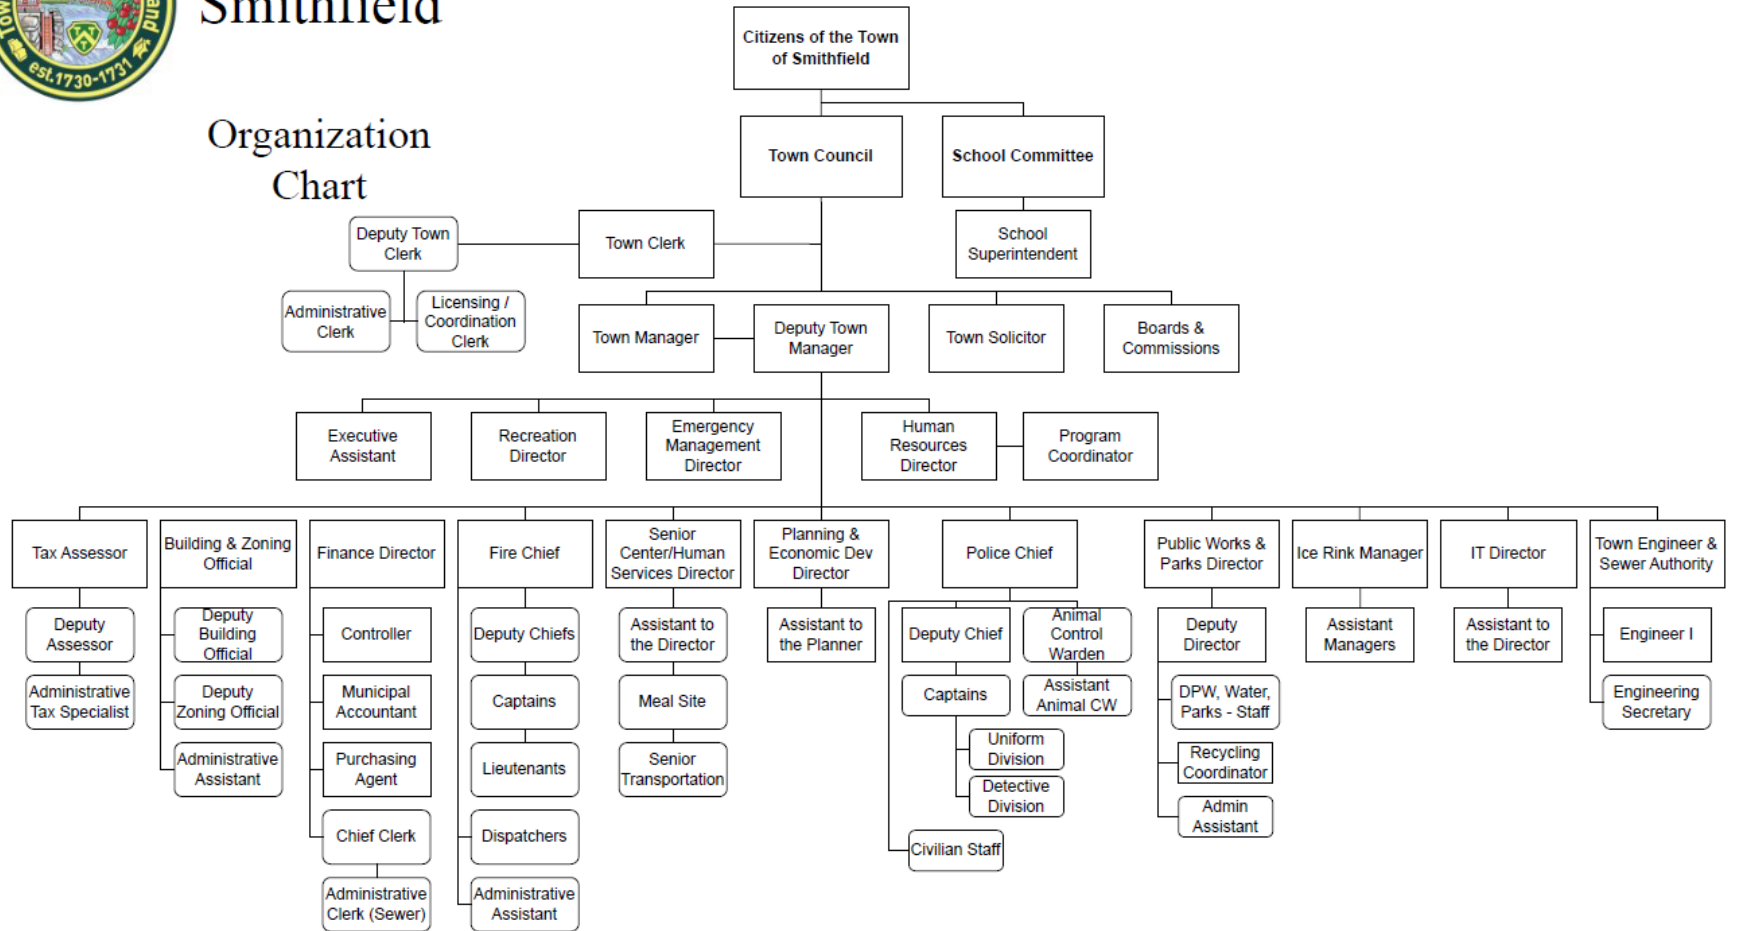 Smithfield
est.1730-1731
Organization
Chart
Citizens of the Town
of Smithfield
Town Council
School Committee
Deputy Town
Clerk
Town Clerk
School
Superintendent
Administrative
Clerk
Licensing /
Coordination
Clerk
Town Manager
Deputy Town
Manager
Town Solicitor
Boards &
Commissions
Executive
Assistant
Recreation
Director
Emergency
Management
Director
Human
Resources
Director
Program
Coordinator
Tax Assessor
Building & Zoning
Official
Finance Director
Fire Chief
Senior
Center/Human
Services Director
Planning &
Economic Dev
Director
Police Chief
Public Works &
Parks Director
Ice Rink Manager
IT Director
Town Engineer &
Sewer Authority
Deputy
Assessor
Deputy
Building
Official
Controller
Deputy Chiefs
Assistant to
the Director
Assistant to
the Planner
Deputy Chief
Animal
Control
Warden
Deputy
Director
Assistant
Managers
Assistant to
the Director
Engineer I
Administrative
Tax Specialist
Deputy
Zoning Official
Municipal
Accountant
Captains
Meal Site
Captains
Assistant
Animal CW
DPW, Water,
Parks - Staff
Engineering
Secretary
Administrative
Assistant
Purchasing
Agent
Lieutenants
Senior
Transportation
Uniform
Division
Detective
Division
Recycling
Coordinator
Chief Clerk
Dispatchers
Civilian Staff
Admin
Assistant
Administrative
Clerk (Sewer)
Administrative
Assistant